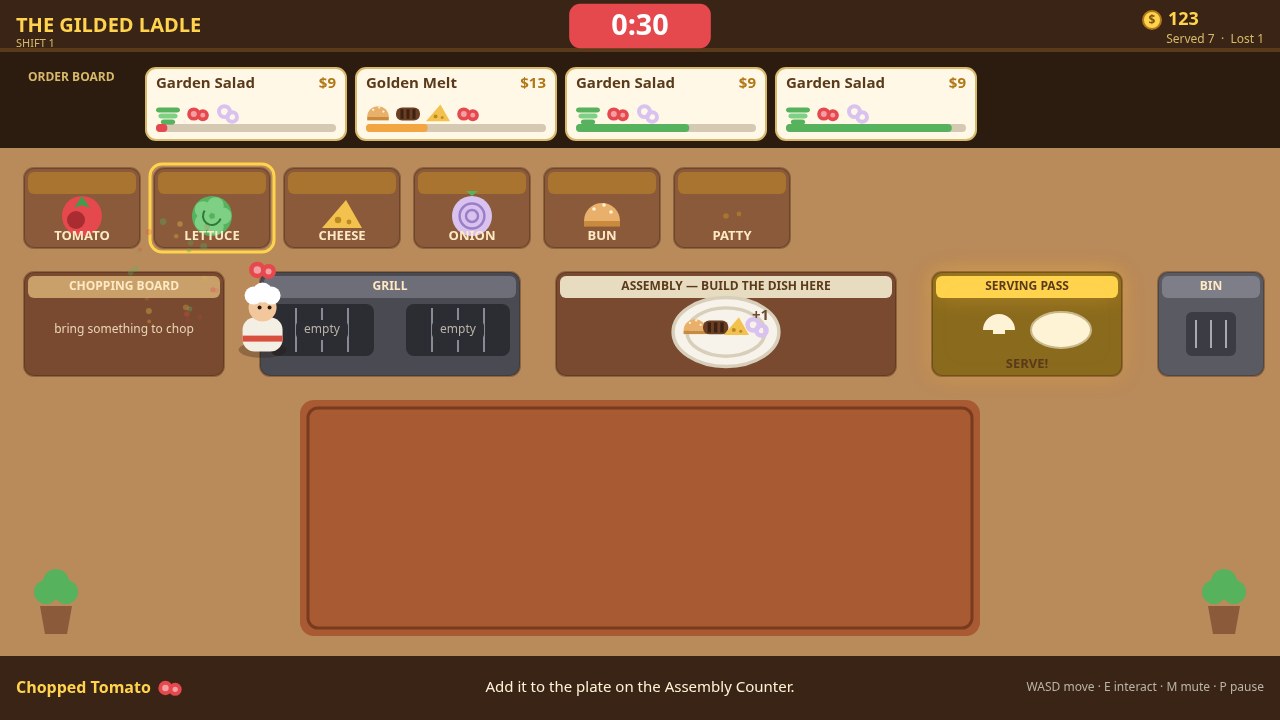 THE GILDED LADLE
SHIFT 1
0:30
$ 123
Served 7 · Lost 1
ORDER BOARD
Garden Salad $9
Golden Melt $13
Garden Salad $9
Garden Salad $9
TOMATO
LETTUCE
CHEESE
ONION
BUN
PATTY
CHOPPING BOARD
bring something to chop
GRILL
empty
empty
ASSEMBLY — BUILD THE DISH HERE
+1
SERVING PASS
SERVE!
BIN
Chopped Tomato
Add it to the plate on the Assembly Counter.
WASD move · E interact · M mute · P pause